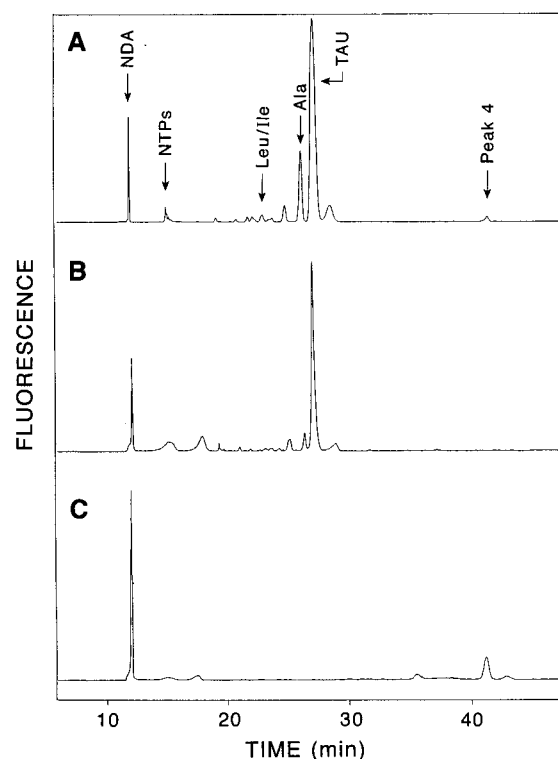 A
NDA
NTPs
Leu/Ile
Ala
TAU
Peak 4
B
C
FLUORESCENCE
10 20 30 40
TIME (min)